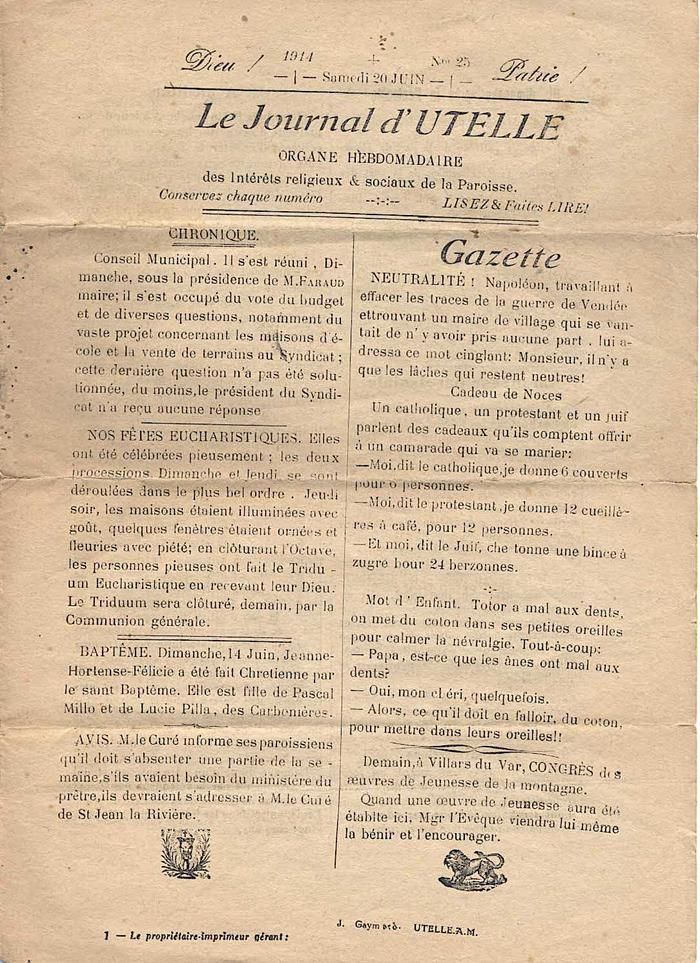 Dieu ! 1914 + Nos 25 Patrie !
— | — Samedi 20 JUIN — | —
Le Journal d'UTELLE
ORGANE HEBDOMADAIRE
des Intérêts religieux & sociaux de la Paroisse.
Conservez chaque numéro --:-:-- LISEZ & Faites LIRE!
CHRONIQUE.
Conseil Municipal. Il s'est réuni , Di-
manche, sous la présidence de M.FARAUD
maire; il s'est occupé du vote du budget
et de diverses questions, notamment du
vaste projet concernant les maisons d'é-
cole et la vente de terrains au Syndicat ;
cette dernière question n'a pas été solu-
tionnée, du moins,le président du Syndi-
cat n'a reçu aucune réponse
NOS FÊTES EUCHARISTIQUES. Elles
ont été célébrées pieusement ; les deux
processions, Dimanche et Jeudi, se sont
déroulées dans le plus bel ordre . Jeudi
soir, les maisons étaient illuminées avec
goût, quelques fenêtres étaient ornées et
fleuries avec piété; en clôturant l'Octave,
les personnes pieuses ont fait le Tridu -
um Eucharistique en recevant leur Dieu.
Le Triduum sera clôturé, demain, par la
Communion générale.
BAPTÊME. Dimanche,14 Juin, Jeanne-
Hortense-Félicie a été fait Chretienne par
le saint Baptême. Elle est fille de Pascal
Millo et de Lucie Pilla, des Carbonières.
AVIS. M.le Curé informe ses paroissiens
qu'il doit s'absenter une partie de la se -
maine,s'ils avaient besoin du ministère du
prêtre,ils devraient s'adresser à M.le Curé
de St Jean la Rivière.
Gazette
NEUTRALITÉ ! Napoléon, travaillant à
effacer les traces de la guerre de Vendée
ettrouvant un maire de village qui se van-
tait de n' y avoir pris aucune part , lui a-
dressa ce mot cinglant: Monsieur, il n'y a
que les lâches qui restent neutres!
Cadeau de Noces
Un catholique, un protestant et un juif
parlent des cadeaux qu'ils comptent offrir
à un camarade qui va se marier:
—Moi,dit le catholique,je donne 6 couverts
pour 6 personnes.
—Moi,dit le protestant,je donne 12 cueillè-
res à café, pour 12 personnes.
—Et moi, dit le Juif, che tonne une bince à
zugre bour 24 berzonnes.
-:-
Mot d' Enfant. Totor a mal aux dents,
on met du coton dans ses petites oreilles
pour calmer la névralgie. Tout-à-coup:
— Papa, est-ce que les ânes ont mal aux
dents?
— Oui, mon chéri, quelquefois.
— Alors, ce qu'il doit en falloir, du coton,
pour mettre dans leurs oreilles!!
Demain,à Villars du Var, CONGRÈS des
œuvres de Jeunesse de la montagne.
Quand une œuvre de Jeunesse aura été
établte ici, Mgr l'Evêque viendra lui même
la bénir et l'encourager.
1 — Le propriétaire-imprimeur gérant :
J. UTELLE.A.M.